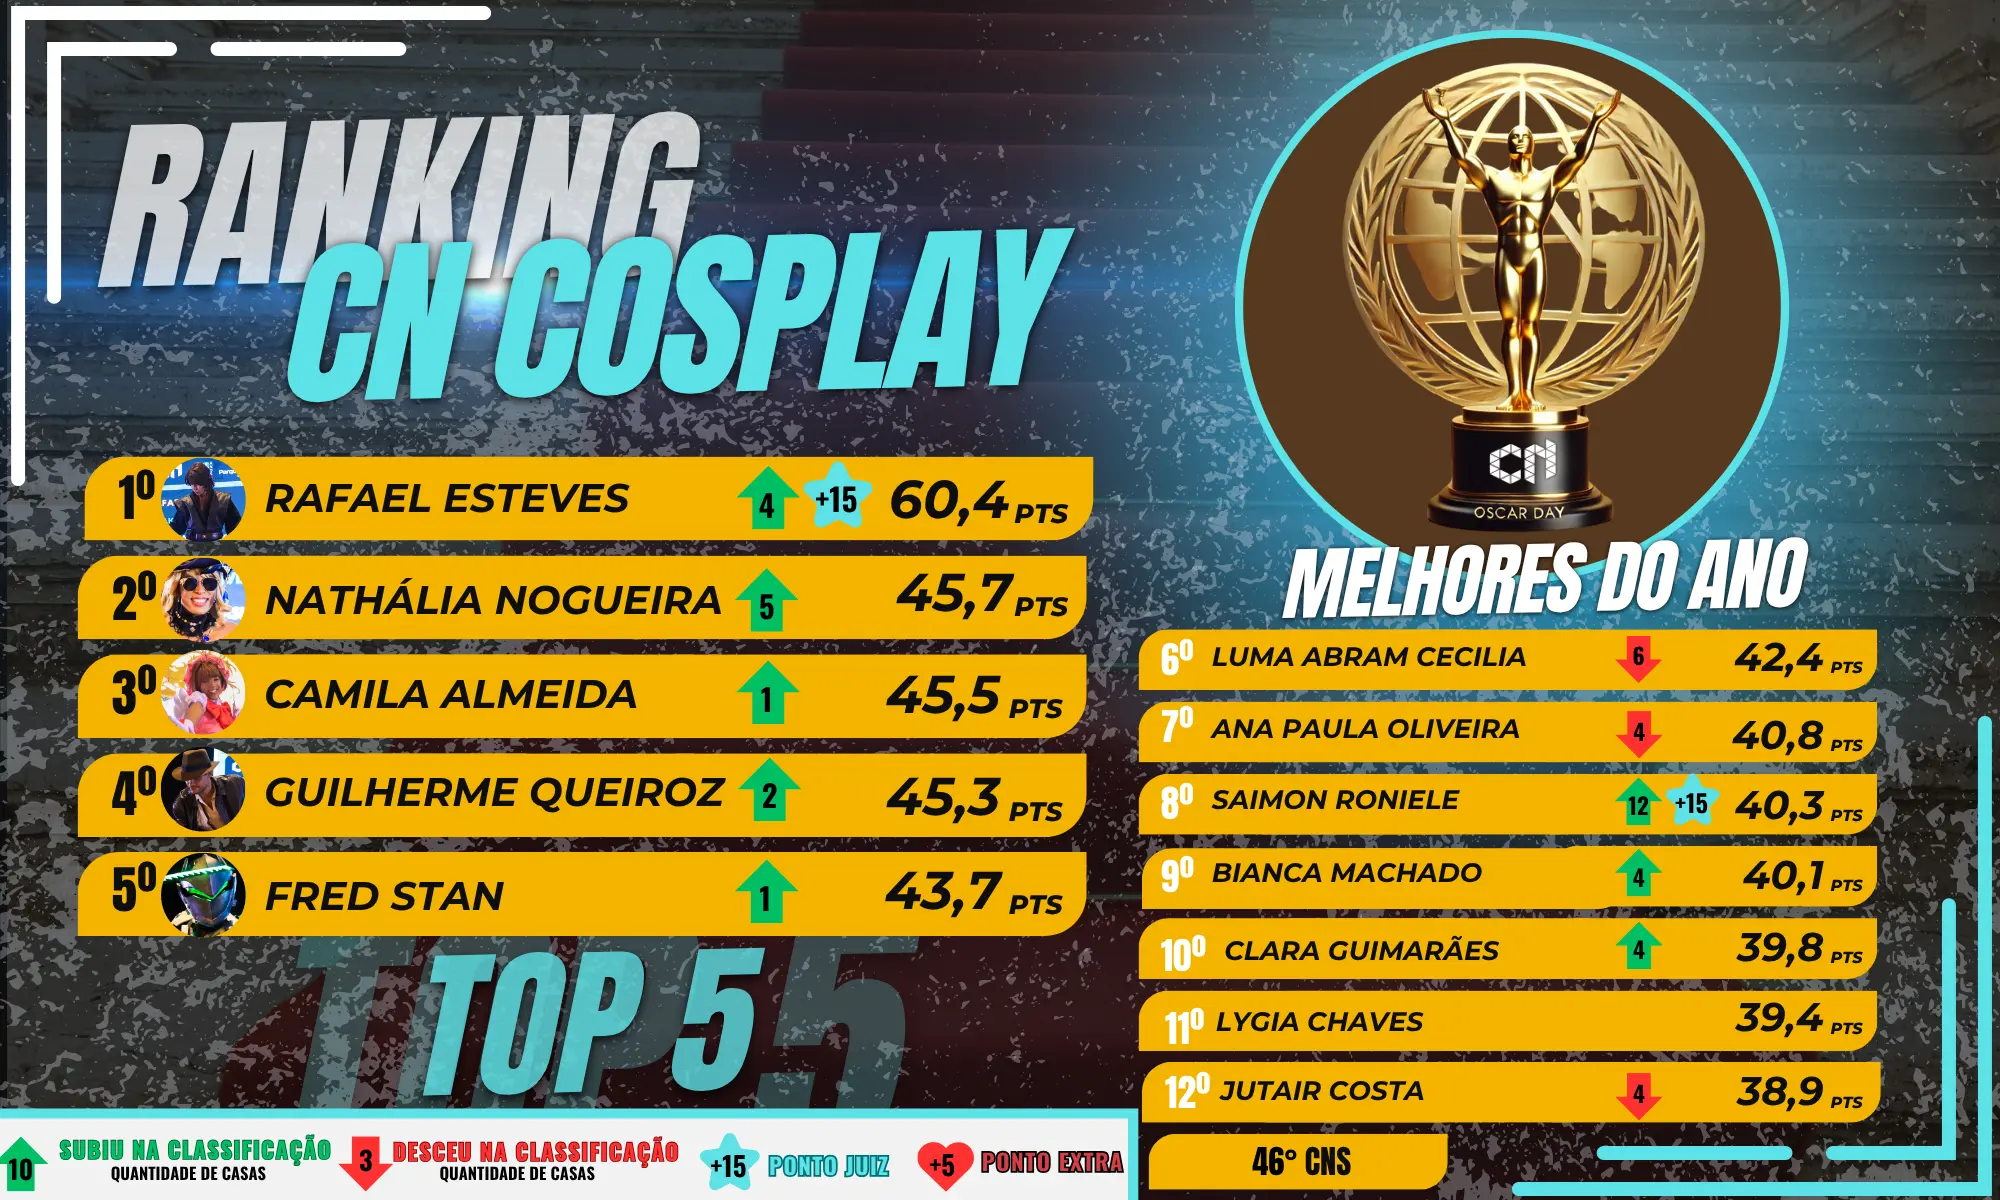 RANKING
CN COSPLAY
1º RAFAEL ESTEVES 4 +15 60,4 PTS
2º NATHÁLIA NOGUEIRA 5 45,7 PTS
3º CAMILA ALMEIDA 1 45,5 PTS
4º GUILHERME QUEIROZ 2 45,3 PTS
5º FRED STAN 1 43,7 PTS
TOP 5
TOP 5
CN
OSCAR DAY
MELHORES DO ANO
6º LUMA ABRAM CECILIA 6 42,4 PTS
7º ANA PAULA OLIVEIRA 4 40,8 PTS
8º SAIMON RONIELE 12 +15 40,3 PTS
9º BIANCA MACHADO 4 40,1 PTS
10º CLARA GUIMARÃES 4 39,8 PTS
11º LYGIA CHAVES 39,4 PTS
12º JUTAIR COSTA 4 38,9 PTS
46° CNS
10 SUBIU NA CLASSIFICAÇÃO
QUANTIDADE DE CASAS
3 DESCEU NA CLASSIFICAÇÃO
QUANTIDADE DE CASAS
+15 PONTO JUIZ
+5 PONTO EXTRA